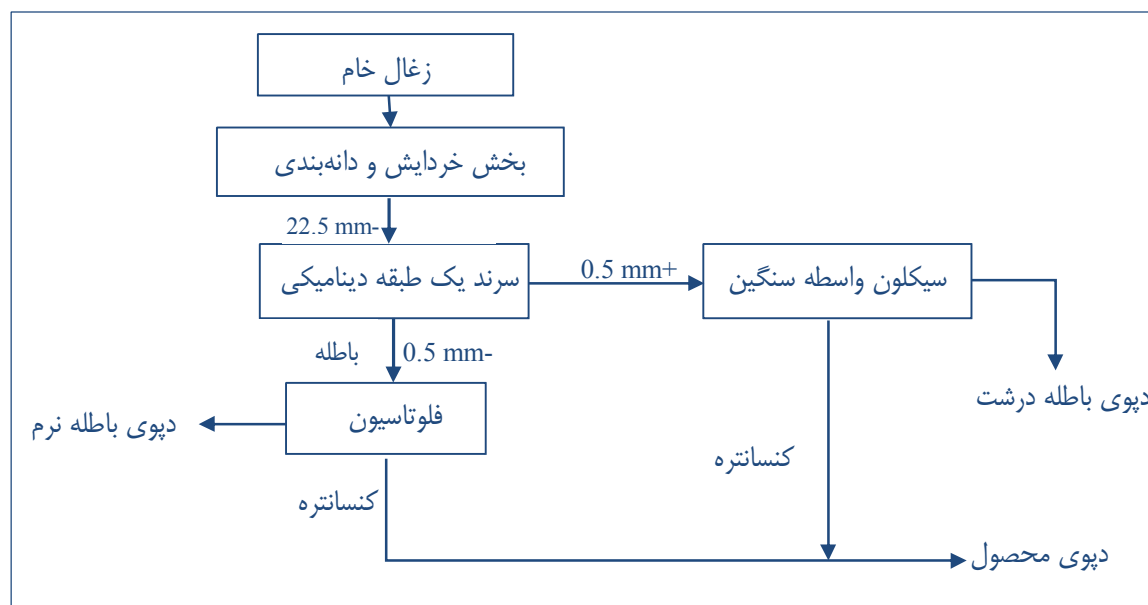 زغال خام
بخش خردایش و دانه‌بندی
22.5 mm-
سرند یک طبقه دینامیکی
0.5 mm+
سیکلون واسطه سنگین
باطله
0.5 mm-
دپوی باطله درشت
فلوتاسیون
دپوی باطله نرم
کنسانتره
کنسانتره
دپوی محصول